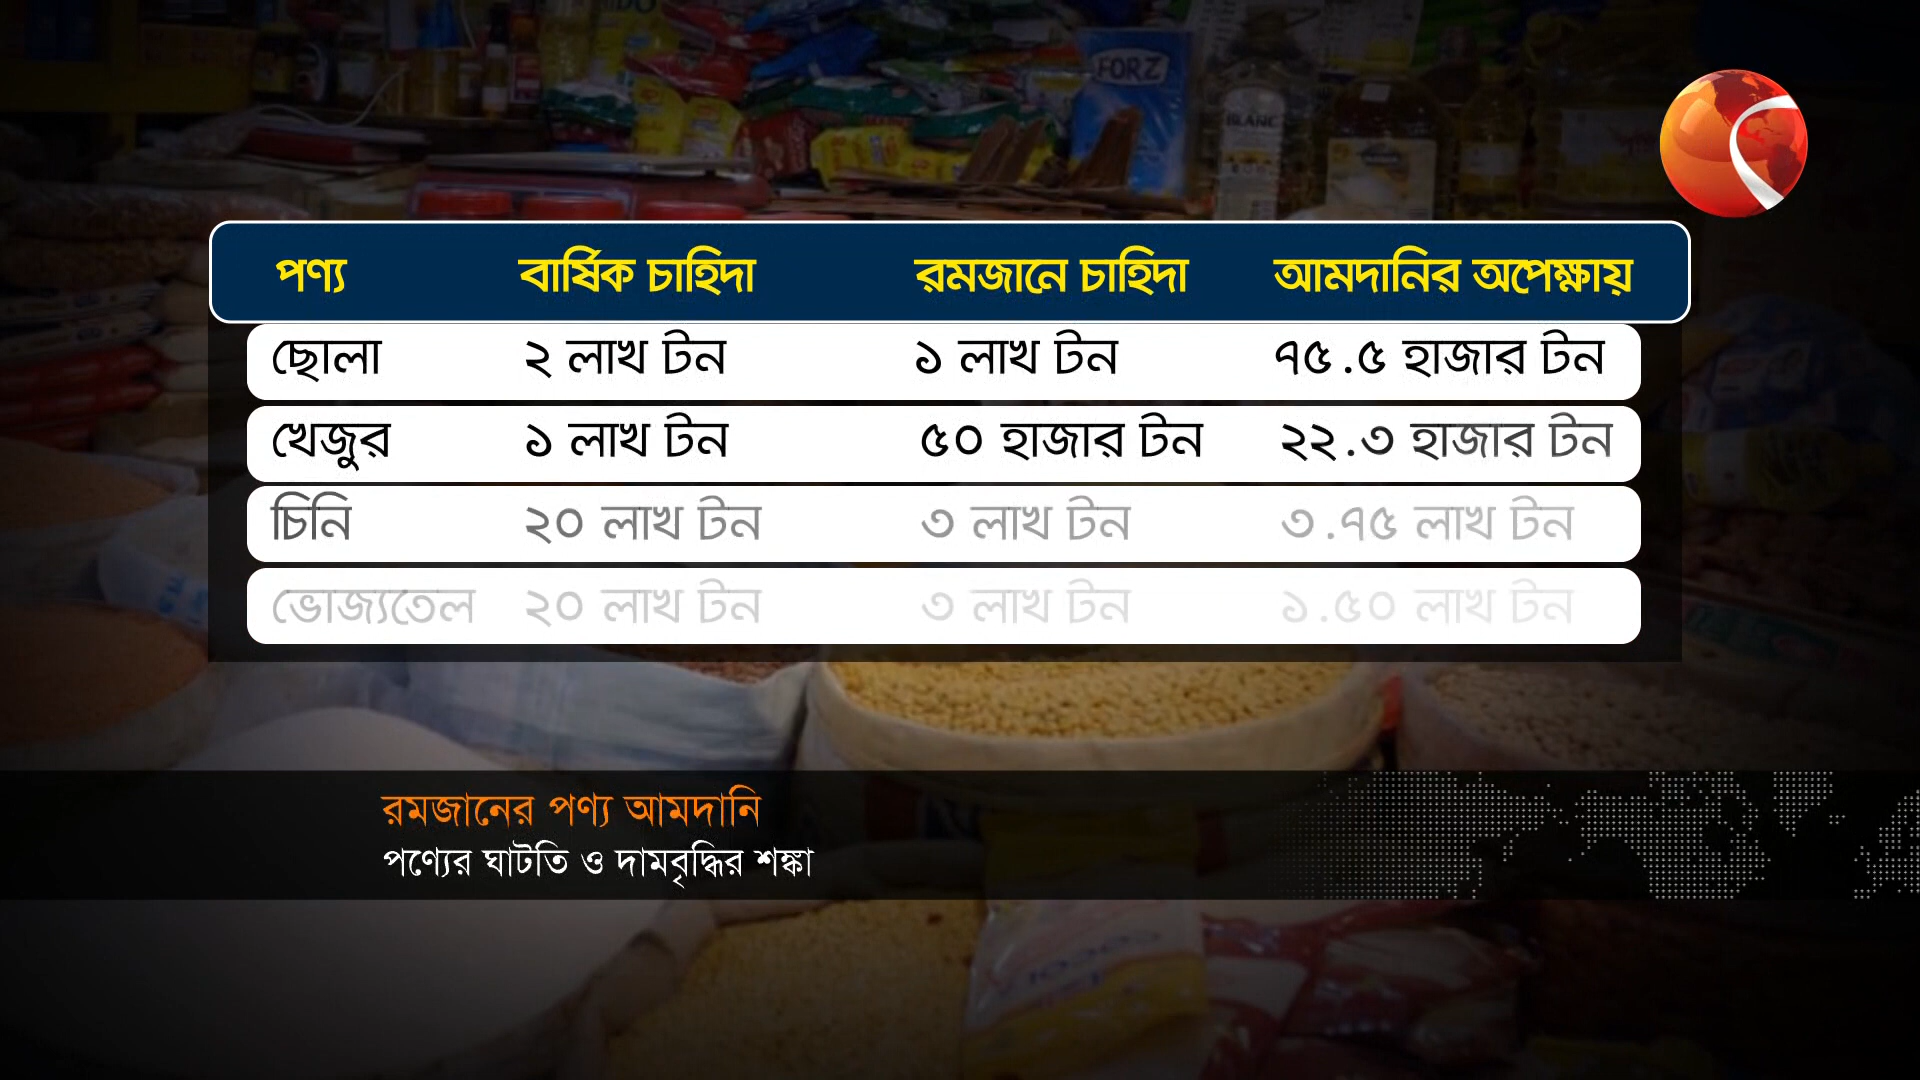 FORZ
BLANC
পণ্য বার্ষিক চাহিদা রমজানে চাহিদা আমদানির অপেক্ষায়
ছোলা ২ লাখ টন ১ লাখ টন ৭৫.৫ হাজার টন
খেজুর ১ লাখ টন ৫০ হাজার টন ২২.৩ হাজার টন
চিনি ২০ লাখ টন ৩ লাখ টন ৩.৭৫ লাখ টন
ভোজ্যতেল ২০ লাখ টন ৩ লাখ টন ১.৫০ লাখ টন
রমজানের পণ্য আমদানি
পণ্যের ঘাটতি ও দামবৃদ্ধির শঙ্কা